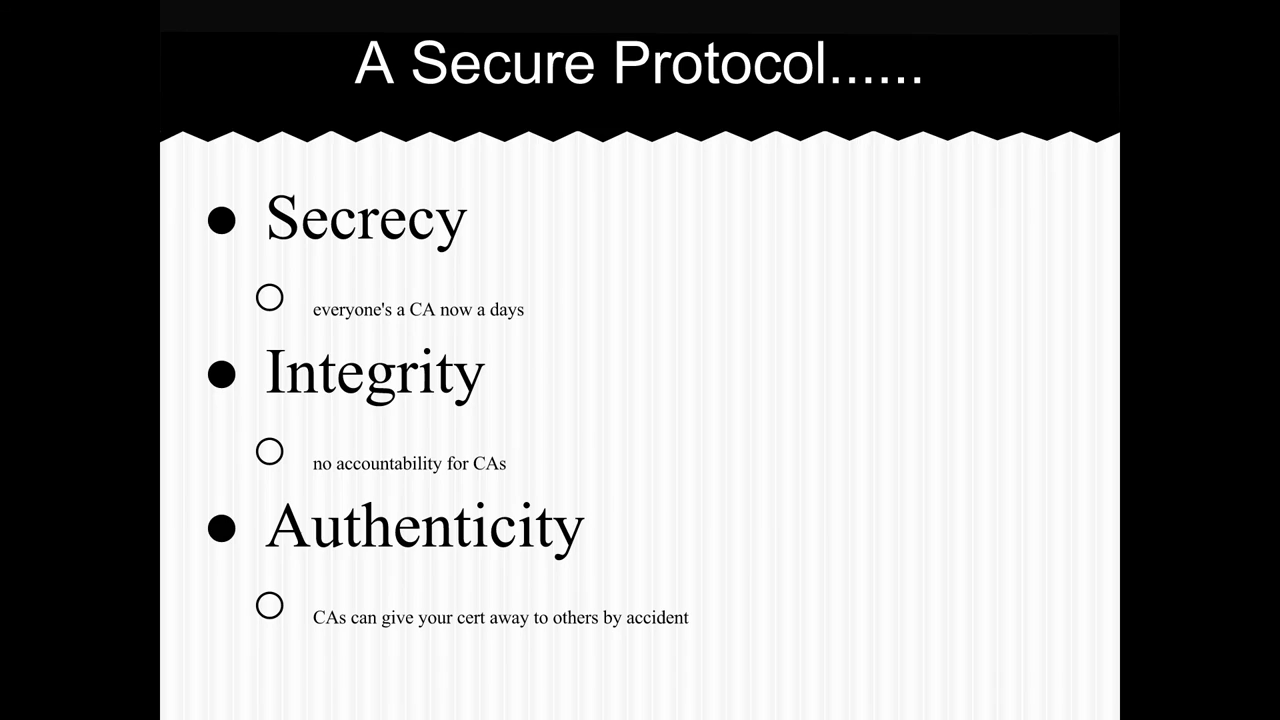 A Secure Protocol......
● Secrecy
○ everyone's a CA now a days
● Integrity
○ no accountability for CAs
● Authenticity
○ CAs can give your cert away to others by accident